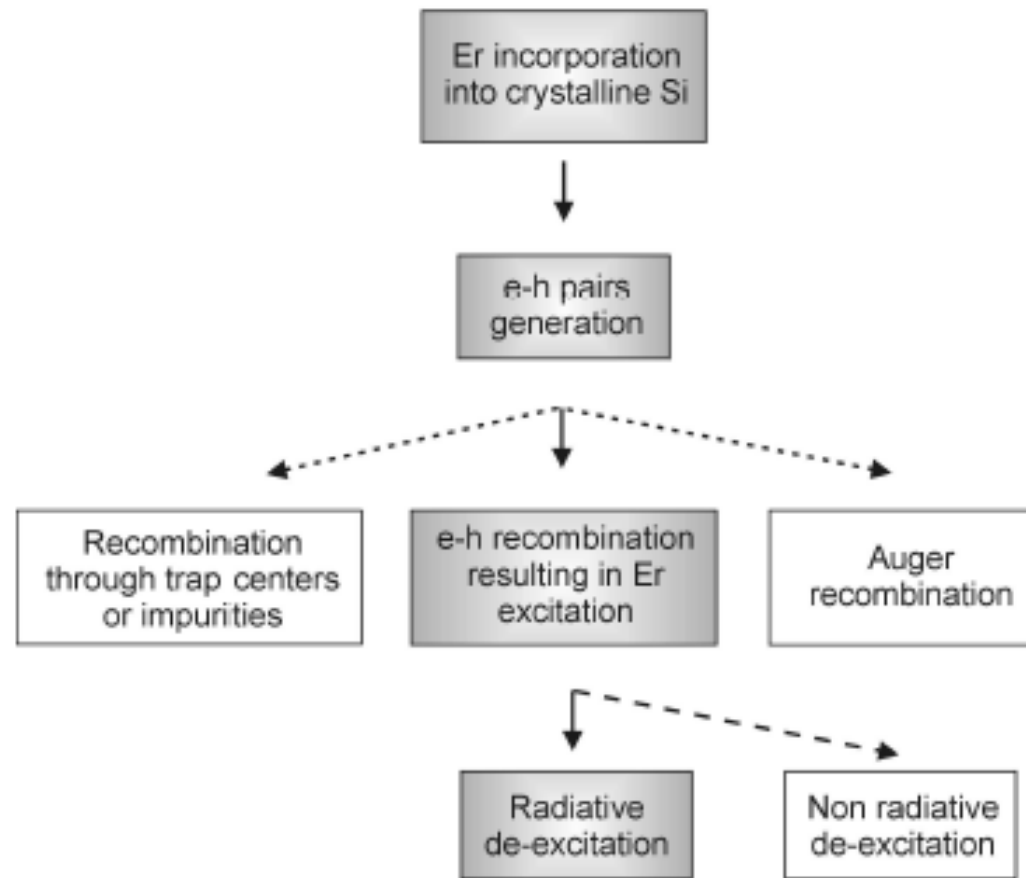 Er incorporation
into crystalline Si
e-h pairs
generation
Recombination
through trap centers
or impurities
e-h recombination
resulting in Er
excitation
Auger
recombination
Radiative
de-excitation
Non radiative
de-excitation